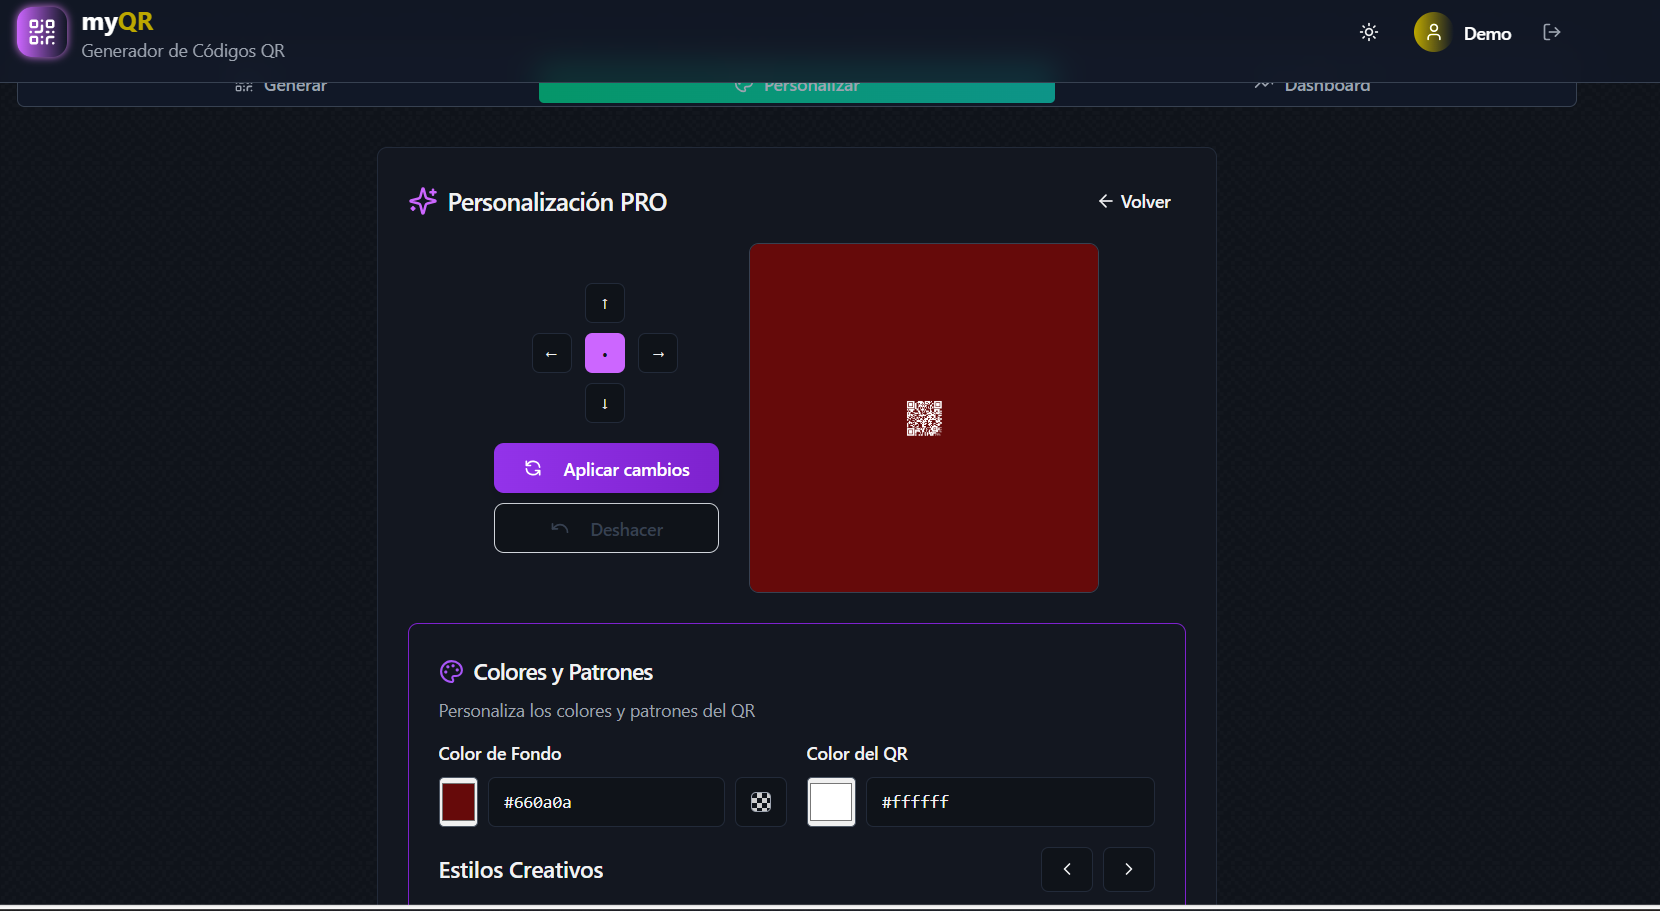 myQR
Generador de Códigos QR
Demo
Generar
Personalizar
Dashboard
Personalización PRO
← Volver
↑
← • →
↓
Aplicar cambios
Deshacer
Colores y Patrones
Personaliza los colores y patrones del QR
Color de Fondo
Color del QR
#660a0a
#ffffff
Estilos Creativos